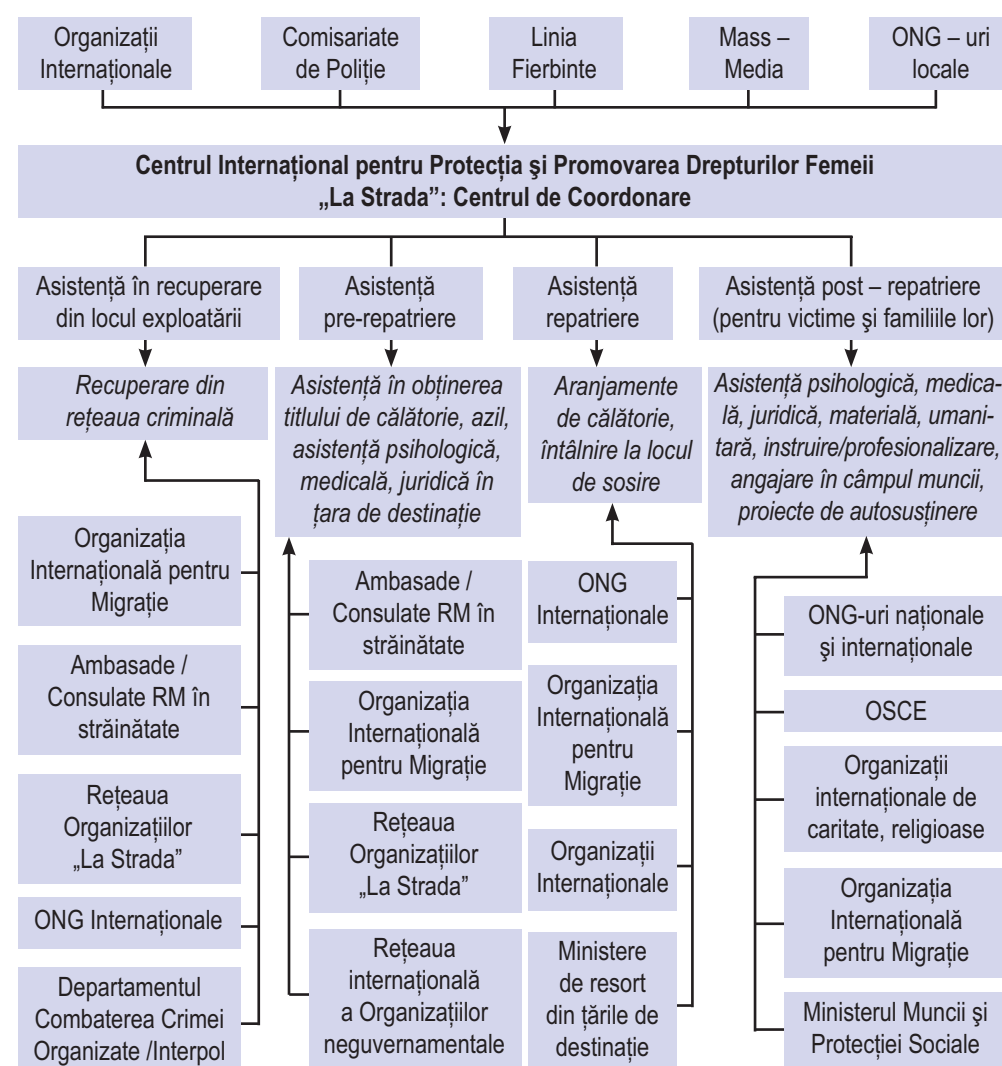 Organizații
Internaționale
Comisariate
de Poliție
Linia
Fierbinte
Mass –
Media
ONG – uri
locale
Centrul Internațional pentru Protecția şi Promovarea Drepturilor Femeii
„La Strada”: Centrul de Coordonare
Asistență în recuperare
din locul exploatării
Asistență
pre-repatriere
Asistență
repatriere
Asistență post – repatriere
(pentru victime şi familiile lor)
Recuperare din
rețeaua criminală
Asistență în obținerea
titlului de călătorie, azil,
asistență psihologică,
medicală, juridică în
țara de destinație
Aranjamente
de călătorie,
întâlnire la locul
de sosire
Asistență psihologică, medica-
lă, juridică, materială, umani-
tară, instruire/profesionalizare,
angajare în câmpul muncii,
proiecte de autosusținere
Organizația
Internațională pentru
Migrație
Ambasade /
Consulate RM în
străinătate
Rețeaua
Organizațiilor
„La Strada”
ONG Internaționale
Departamentul
Combaterea Crimei
Organizate /Interpol
Ambasade /
Consulate RM în
străinătate
Organizația
Internațională
pentru Migrație
Rețeaua
Organizațiilor
„La Strada”
Rețeaua
internațională
a Organizațiilor
neguvernamentale
ONG
Internaționale
Organizația
Internațională
pentru
Migrație
Organizații
Internaționale
Ministere
de resort
din țările de
destinație
ONG-uri naționale
şi internaționale
OSCE
Organizații
internaționale de
caritate, religioase
Organizația
Internațională
pentru Migrație
Ministerul Muncii şi
Protecției Sociale